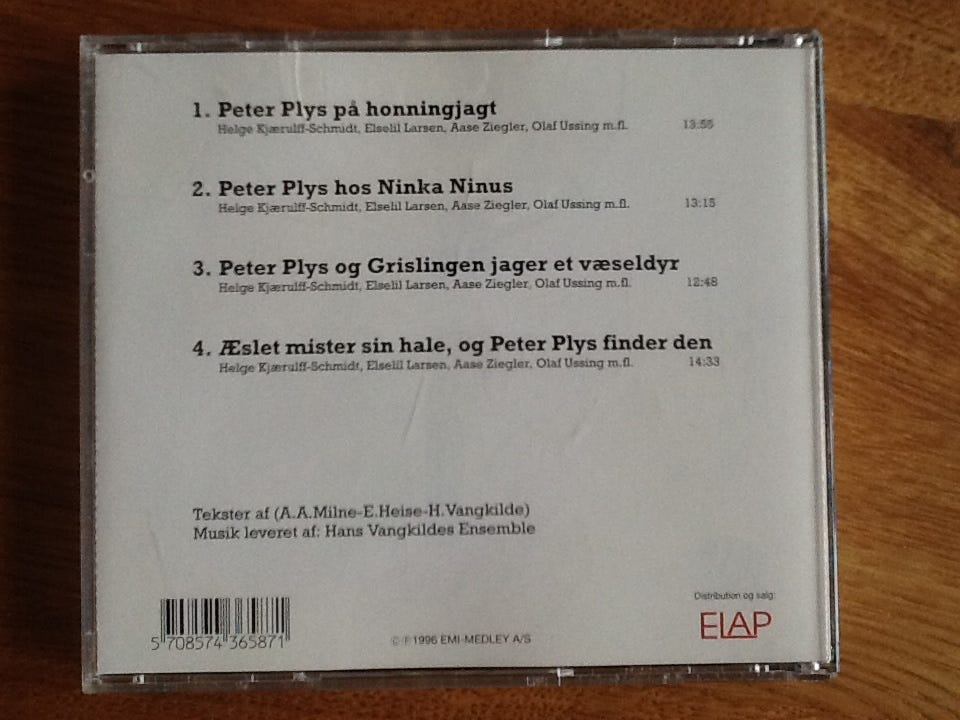 1. Peter Plys på honningjagt
Helge Kjærulff-Schmidt, Elselil Larsen, Aase Ziegler, Olaf Ussing m.fl. 13:55
2. Peter Plys hos Ninka Ninus
Helge Kjærulff-Schmidt, Elselil Larsen, Aase Ziegler, Olaf Ussing m.fl. 13:15
3. Peter Plys og Grislingen jager et væseldyr
Helge Kjærulff-Schmidt, Elselil Larsen, Aase Ziegler, Olaf Ussing m.fl. 12:48
4. Æslet mister sin hale, og Peter Plys finder den
Helge Kjærulff-Schmidt, Elselil Larsen, Aase Ziegler, Olaf Ussing m.fl. 14:33
Tekster af (A.A.Milne-E.Heise-H.Vangkilde)
Musik leveret af: Hans Vangkildes Ensemble
Distribution og salg:
ELAP
5 708574 365871
© ℗ 1996 EMI-MEDLEY A/S